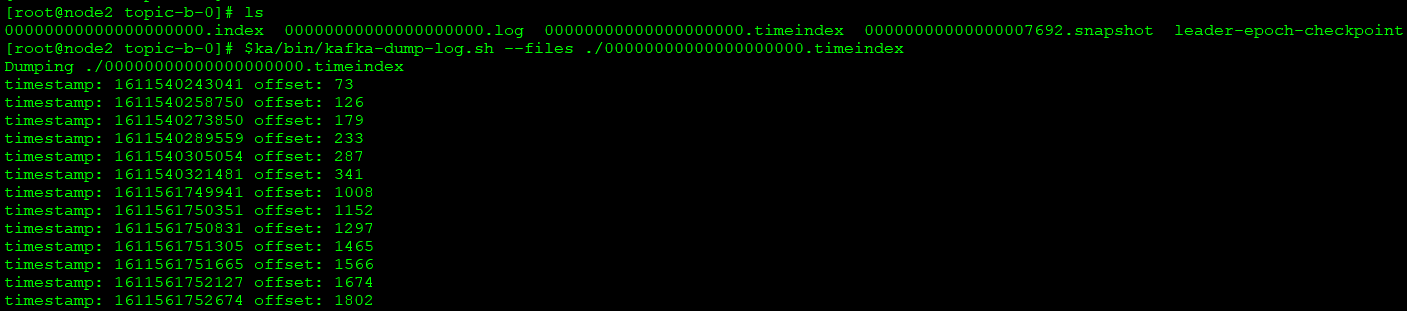 [root@node2 topic-b-0]# ls
00000000000000000000.index  00000000000000000000.log  00000000000000000000.timeindex  00000000000000007692.snapshot  leader-epoch-checkpoint
[root@node2 topic-b-0]# $ka/bin/kafka-dump-log.sh --files ./00000000000000000000.timeindex
Dumping ./00000000000000000000.timeindex
timestamp: 1611540243041 offset: 73
timestamp: 1611540258750 offset: 126
timestamp: 1611540273850 offset: 179
timestamp: 1611540289559 offset: 233
timestamp: 1611540305054 offset: 287
timestamp: 1611540321481 offset: 341
timestamp: 1611561749941 offset: 1008
timestamp: 1611561750351 offset: 1152
timestamp: 1611561750831 offset: 1297
timestamp: 1611561751305 offset: 1465
timestamp: 1611561751665 offset: 1566
timestamp: 1611561752127 offset: 1674
timestamp: 1611561752674 offset: 1802